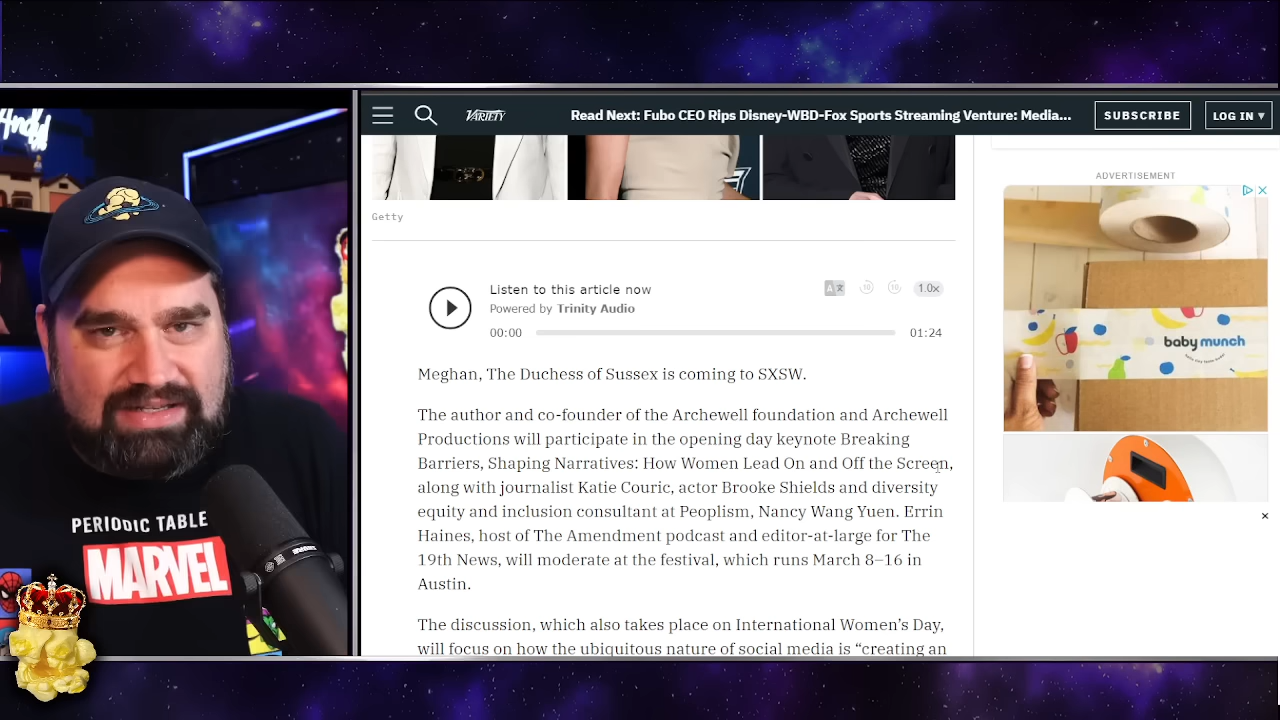 Andy
PERIODIC TABLE
MARVEL
VARIETY
Read Next: Fubo CEO Rips Disney-WBD-Fox Sports Streaming Venture: Media...
SUBSCRIBE
LOG IN ▾
Getty
ADVERTISEMENT
baby munch
Listen to this article now
Powered by Trinity Audio
10
10
1.0x
00:00
01:24
Meghan, The Duchess of Sussex is coming to SXSW.
The author and co-founder of the Archewell foundation and Archewell
Productions will participate in the opening day keynote Breaking
Barriers, Shaping Narratives: How Women Lead On and Off the Screen,
along with journalist Katie Couric, actor Brooke Shields and diversity
equity and inclusion consultant at Peoplism, Nancy Wang Yuen. Errin
Haines, host of The Amendment podcast and editor-at-large for The
19th News, will moderate at the festival, which runs March 8–16 in
Austin.
The discussion, which also takes place on International Women's Day,
will focus on how the ubiquitous nature of social media is “creating an